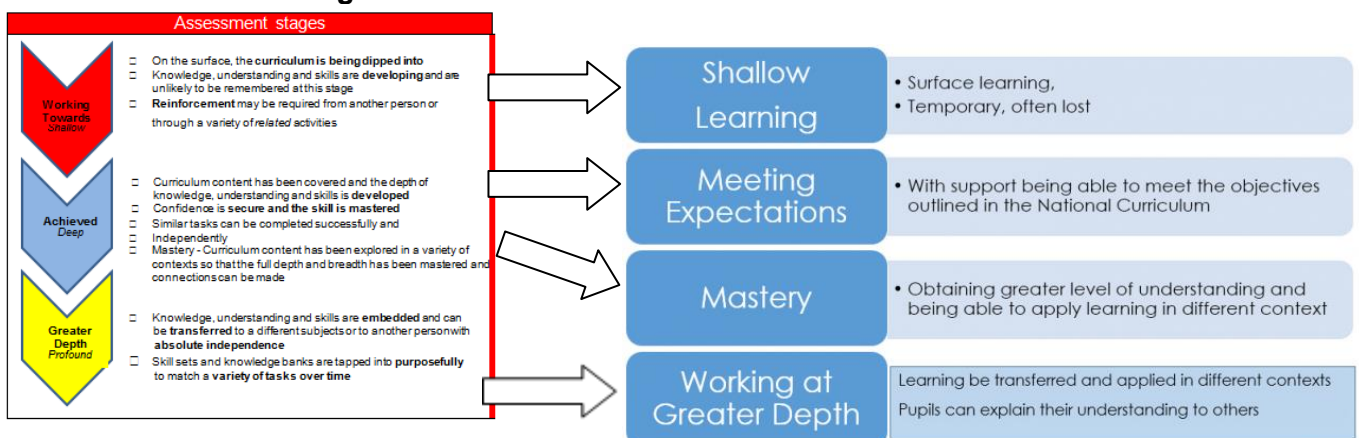 Assessment stages
Working
Towards
Shallow
□ On the surface, the curriculum is being dipped into
□ Knowledge, understanding and skills are developing and are
unlikely to be remembered at this stage
□ Reinforcement may be required from another person or
through a variety of related activities
Achieved
Deep
□ Curriculum content has been covered and the depth of
knowledge, understanding and skills is developed
□ Confidence is secure and the skill is mastered
□ Similar tasks can be completed successfully and
□ Independently
□ Mastery - Curriculum content has been explored in a variety of
contexts so that the full depth and breadth has been mastered and
connections can be made
Greater
Depth
Profound
□ Knowledge, understanding and skills are embedded and can
be transferred to a different subjects or to another person with
absolute independence
□ Skill sets and knowledge banks are tapped into purposefully
to match a variety of tasks over time
Shallow
Learning
• Surface learning,
• Temporary, often lost
Meeting
Expectations
• With support being able to meet the objectives
outlined in the National Curriculum
Mastery
• Obtaining greater level of understanding and
being able to apply learning in different context
Working at
Greater Depth
Learning be transferred and applied in different contexts
Pupils can explain their understanding to others